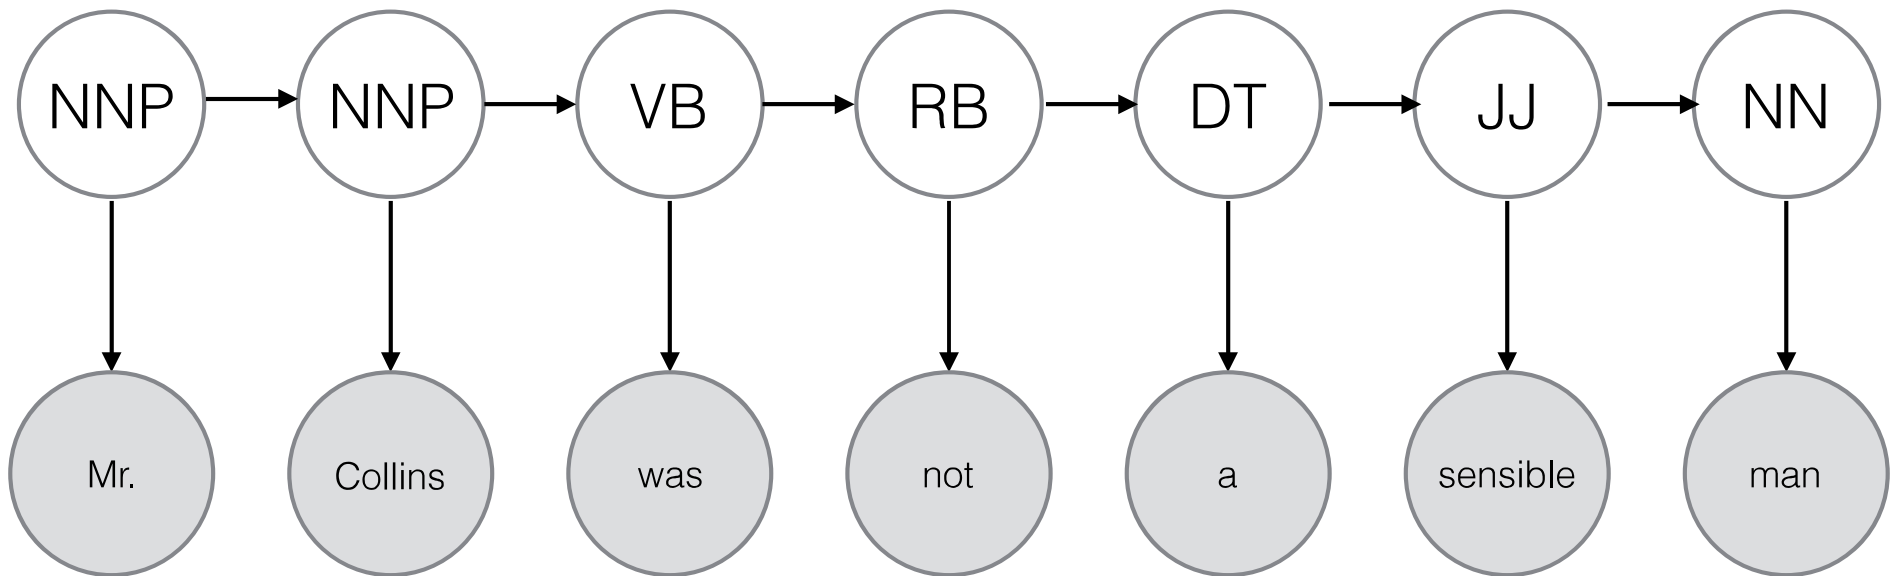 NNP NNP VB RB DT JJ NN
Mr. Collins was not a sensible man